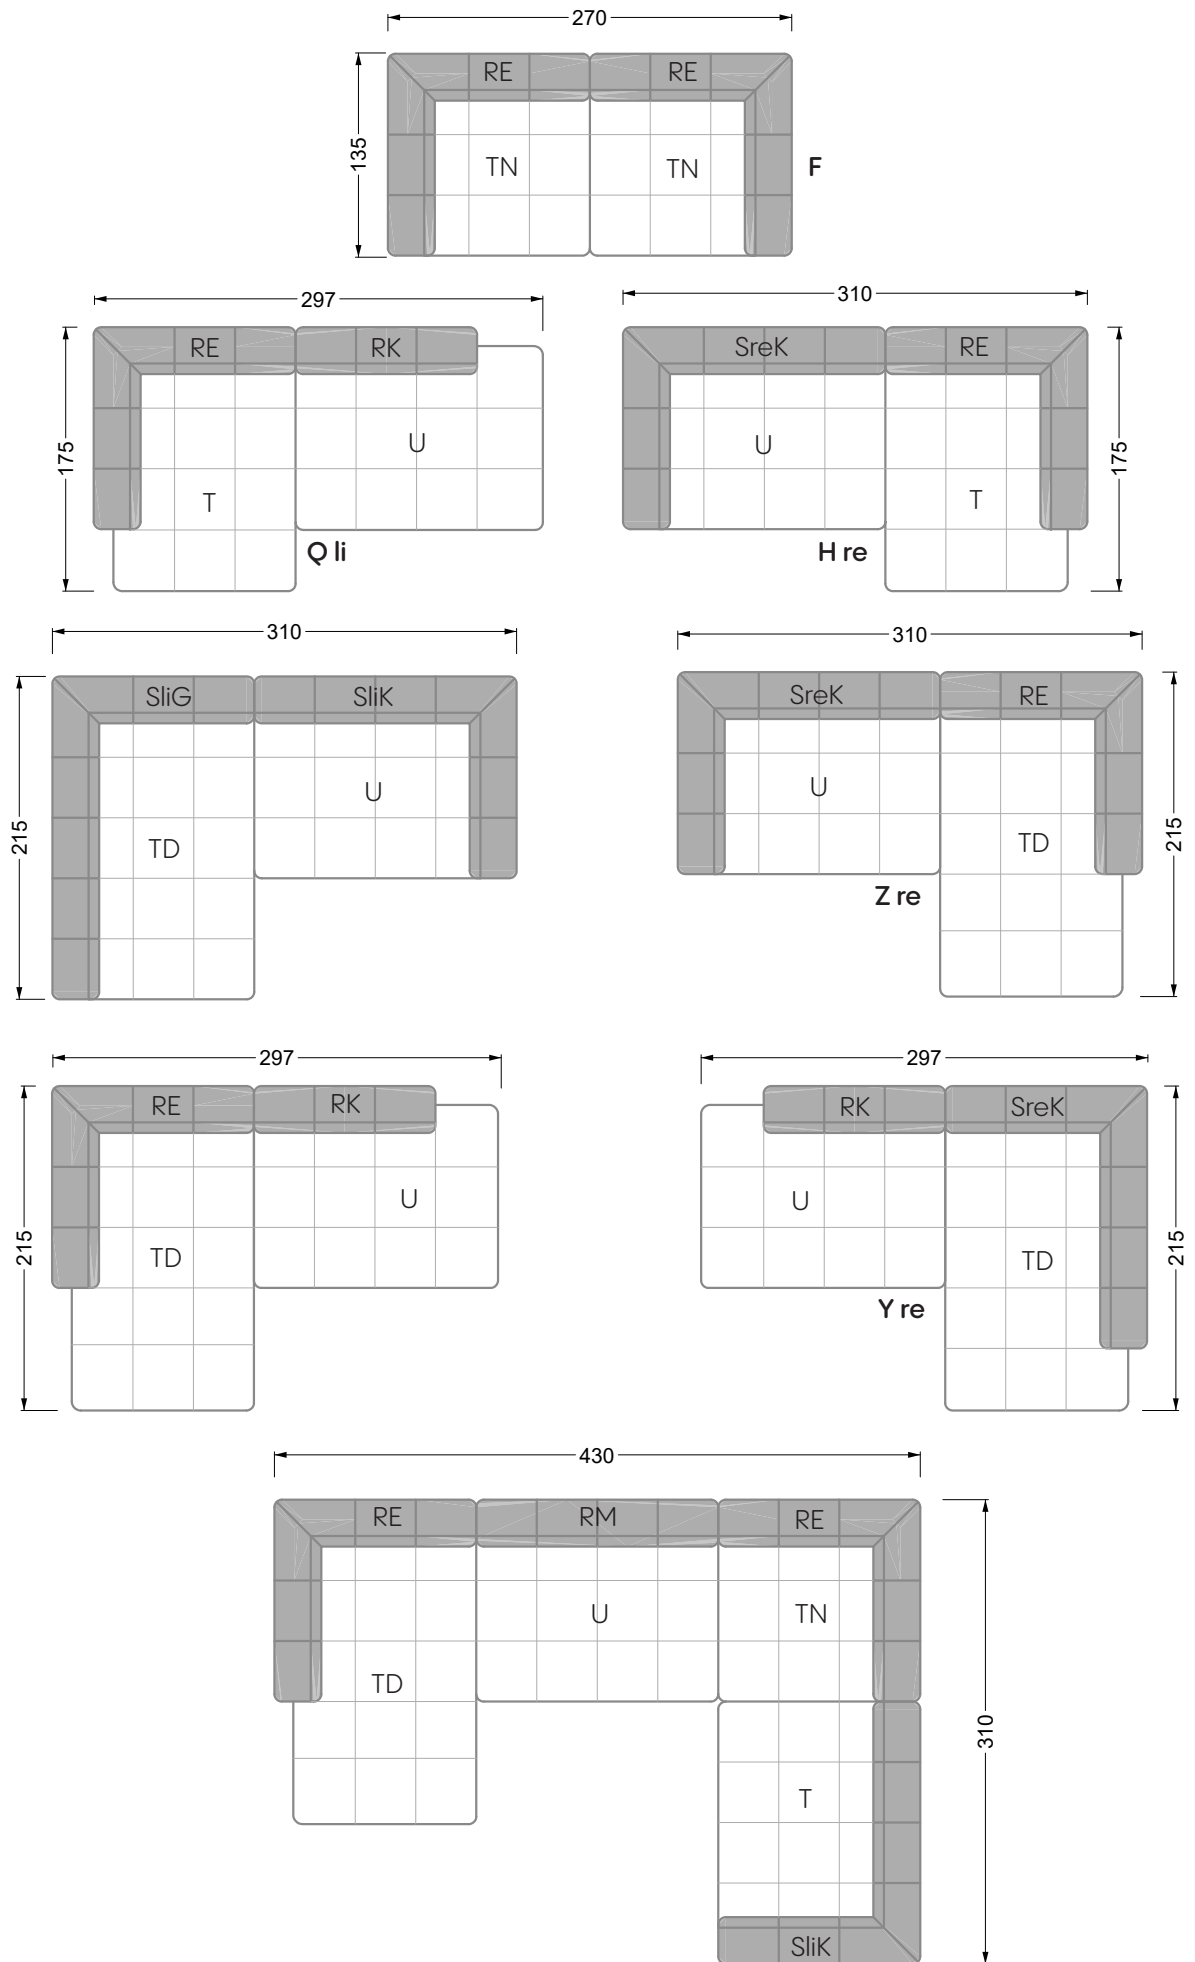 270
RE RE
135
TN TN
F
297
RE RK
175
U
T
Q li
310
SreK RE
U
T
175
H re
310
SliG SliK
215
U
TD
310
SreK RE
U
TD
215
Z re
297
RE RK
215
U
TD
297
RK SreK
U
TD
215
Y re
430
RE RM RE
U TN
TD
310
T
SliK